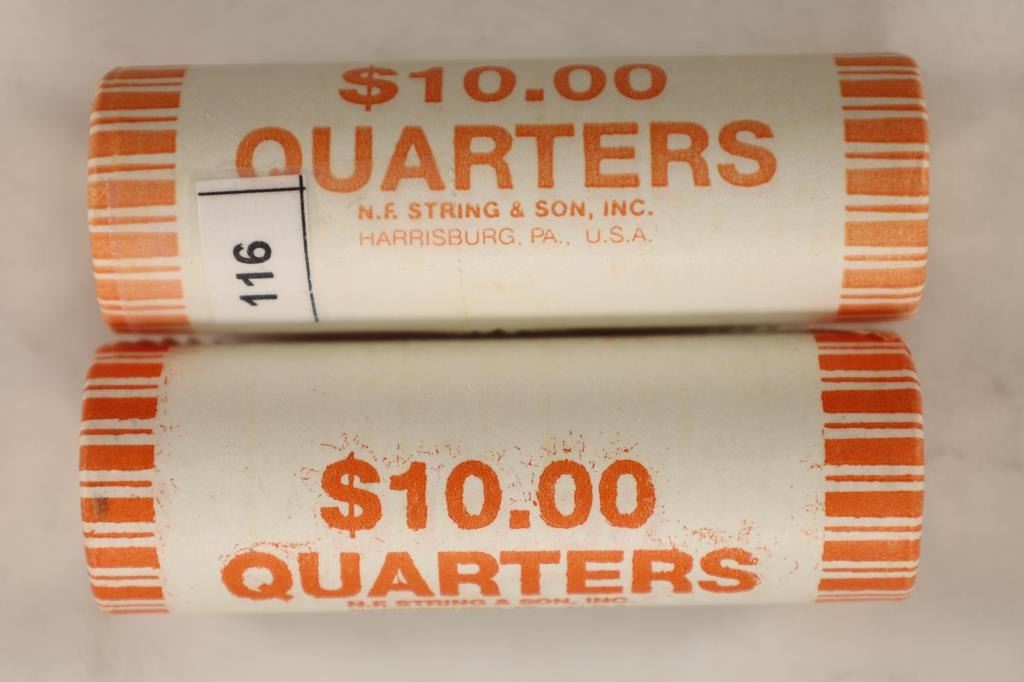 $10.00
QUARTERS
N.F. STRING & SON, INC.
HARRISBURG, PA., U.S.A.
116
$10.00
QUARTERS
N.F. STRING & SON, INC.